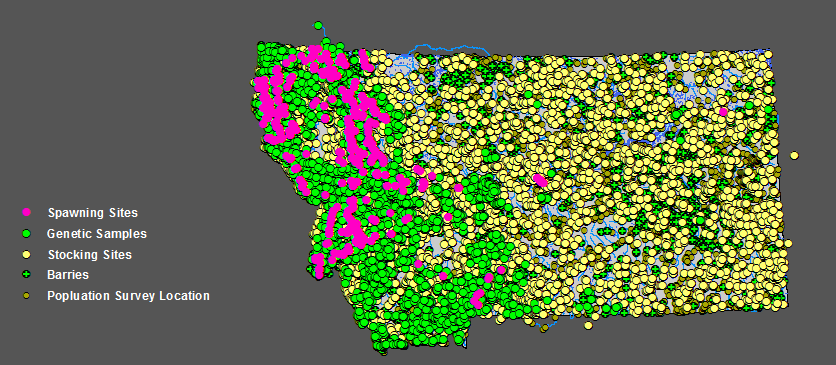 Spawning Sites
Genetic Samples
Stocking Sites
Barries
Popluation Survey Location